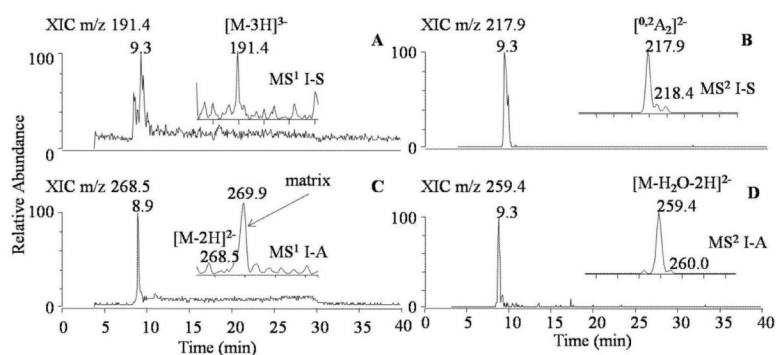 XIC m/z 191.4
9.3
[M-3H]³⁻
191.4
A
MS¹ I-S
100
0
XIC m/z 217.9
9.3
[⁰,²A₂]²⁻
217.9
B
218.4
MS² I-S
100
0
Relative Abundance
XIC m/z 268.5
8.9
269.9
matrix
C
[M-2H]²⁻
268.5
MS¹ I-A
100
0
0 5 10 15 20 25 30 35 40
Time (min)
XIC m/z 259.4
9.3
[M-H₂O-2H]²⁻
259.4
D
260.0
MS² I-A
100
0
0 5 10 15 20 25 30 35 40
Time (min)